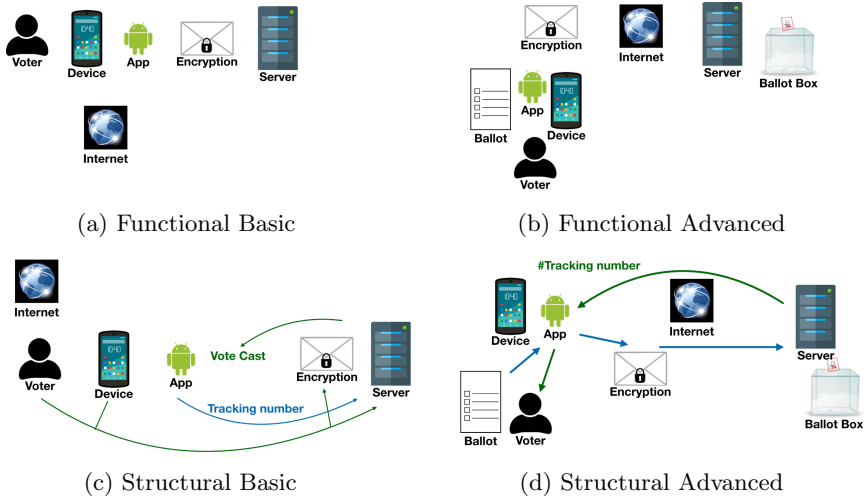 Voter
Device
App
Encryption
Server
Internet
(a) Functional Basic
Encryption
Internet
Server
Ballot Box
Ballot
App
Device
Voter
(b) Functional Advanced
Internet
Voter
Device
App
Vote Cast
Encryption
Server
Tracking number
(c) Structural Basic
#Tracking number
Device
App
Internet
Server
Encryption
Ballot
Voter
Ballot Box
(d) Structural Advanced